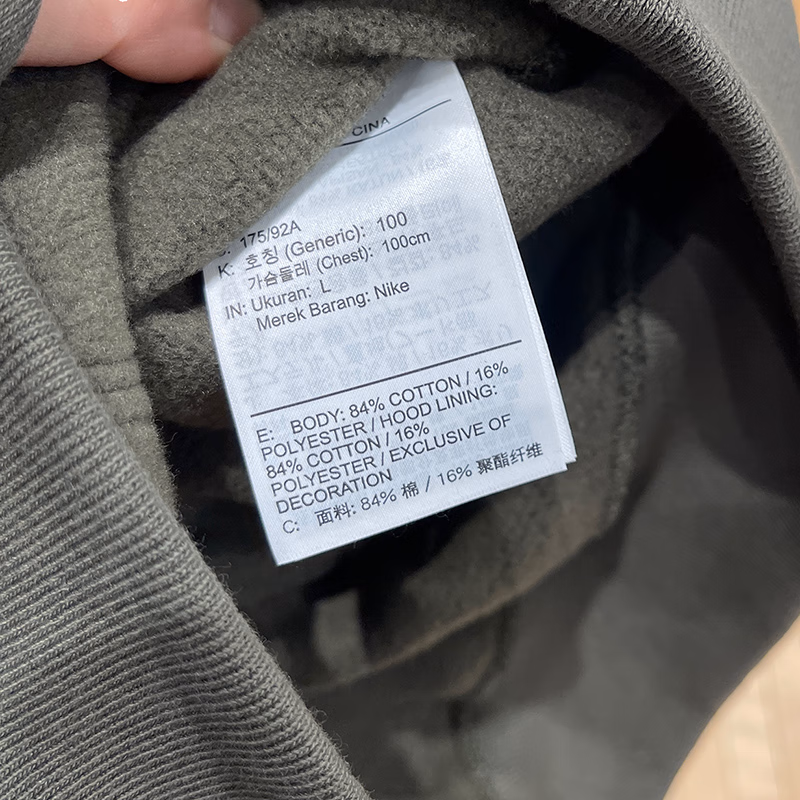 CINA
175/92A
K: 호칭 (Generic): 100
가슴둘레 (Chest): 100cm
IN: Ukuran: L
Merek Barang: Nike
E: BODY: 84% COTTON / 16%
POLYESTER / HOOD LINING:
84% COTTON / 16%
POLYESTER / EXCLUSIVE OF
DECORATION
C: 面料: 84% 棉 / 16% 聚酯纤维